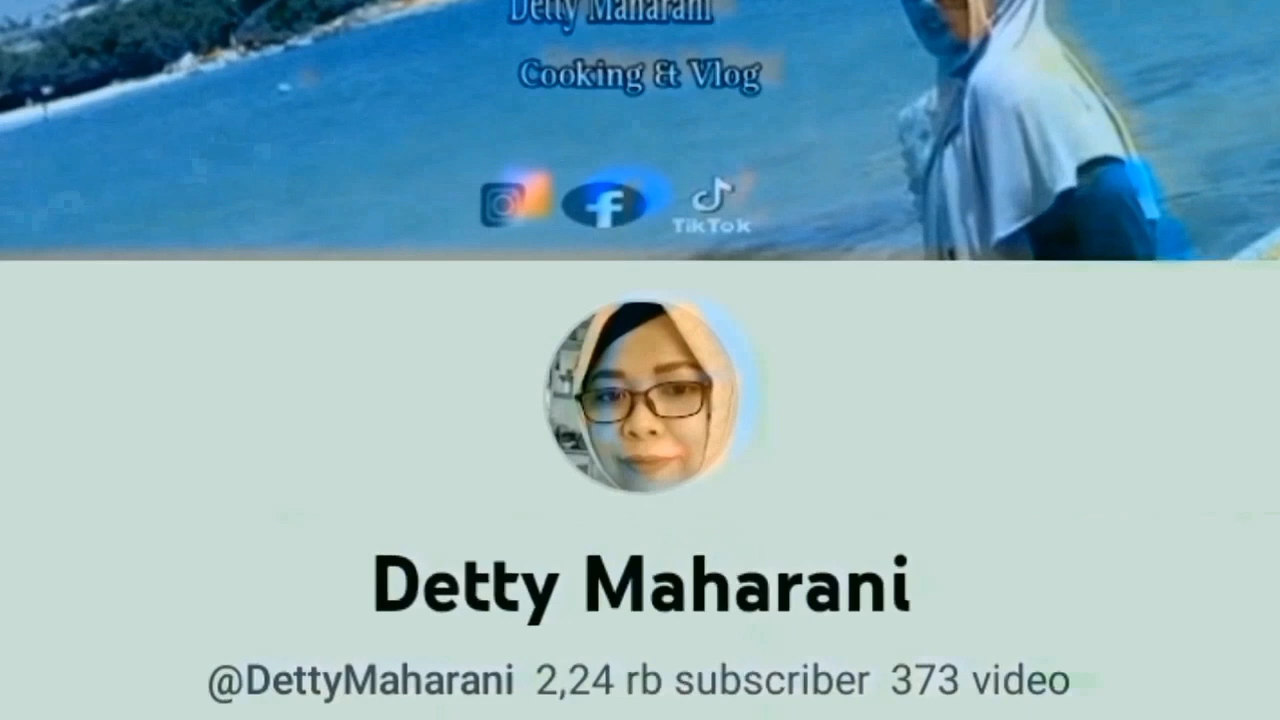 Detty Maharani
Cooking & Vlog
TikTok
Detty Maharani
@DettyMaharani 2,24 rb subscriber 373 video